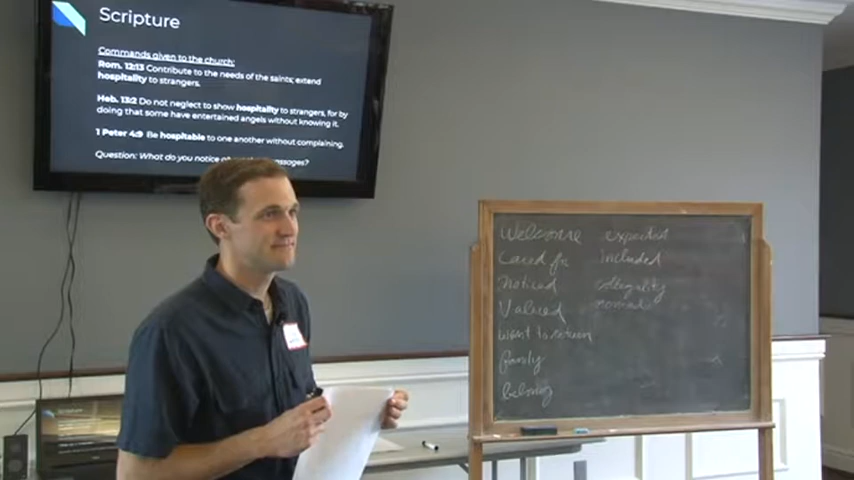 Scripture
Commands given to the church:
Rom. 12:13 Contribute to the needs of the saints; extend
hospitality to strangers.
Heb. 13:2 Do not neglect to show hospitality to strangers, for by
doing that some have entertained angels without knowing it.
1 Peter 4:9 Be hospitable to one another without complaining.
Question: What do you notice
Welcome expected
Cared for included
Noticed collegiality
Valued
Want to return
family
belong
Scripture